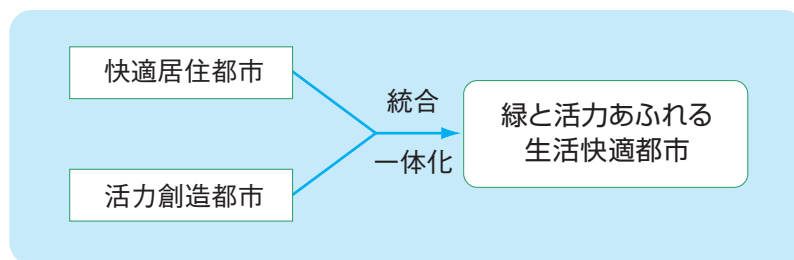 快適居住都市
活力創造都市
統合
一体化
緑と活力あふれる
生活快適都市